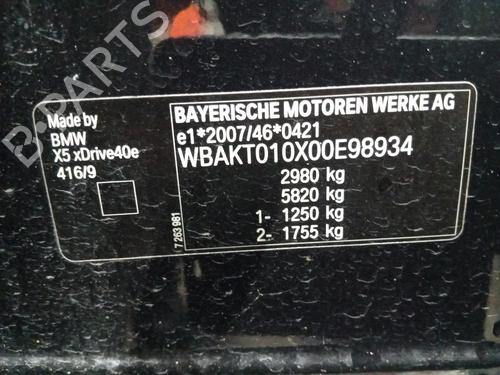 B-PARTS
Made by
BMW
X5 xDrive40e
416/9
7 263 981
BAYERISCHE MOTOREN WERKE AG
e1*2007/46*0421
WBAKT010X00E98934
2980 kg
5820 kg
1- 1250 kg
2- 1755 kg